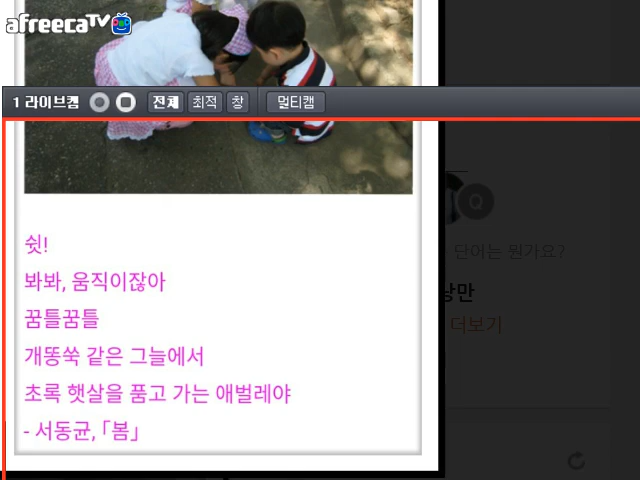 afreecaTV
1 라이브캠 전체 최적 창 멀티캠
Q
단어는 뭔가요?
만
더보기
쉿!
봐봐, 움직이잖아
꿈틀꿈틀
개똥쑥 같은 그늘에서
초록 햇살을 품고 가는 애벌레야
- 서동균, 「봄」